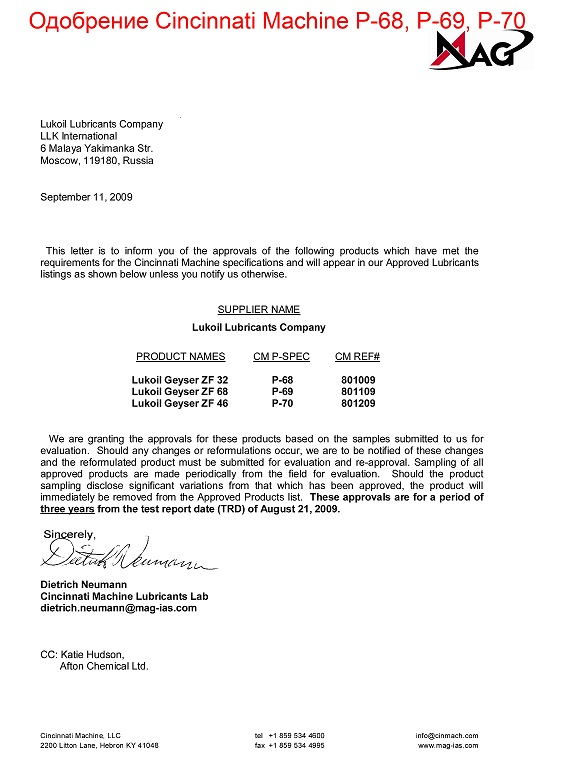 Одобрение Cincinnati Machine P-68, P-69, P-70
MAG
Lukoil Lubricants Company
LLK International
6 Malaya Yakimanka Str.
Moscow, 119180, Russia
September 11, 2009
This letter is to inform you of the approvals of the following products which have met the
requirements for the Cincinnati Machine specifications and will appear in our Approved Lubricants
listings as shown below unless you notify us otherwise.
SUPPLIER NAME
Lukoil Lubricants Company
PRODUCT NAMES CM P-SPEC CM REF#
Lukoil Geyser ZF 32 P-68 801009
Lukoil Geyser ZF 68 P-69 801109
Lukoil Geyser ZF 46 P-70 801209
We are granting the approvals for these products based on the samples submitted to us for
evaluation. Should any changes or reformulations occur, we are to be notified of these changes
and the reformulated product must be submitted for evaluation and re-approval. Sampling of all
approved products are made periodically from the field for evaluation. Should the product
sampling disclose significant variations from that which has been approved, the product will
immediately be removed from the Approved Products list. These approvals are for a period of
three years from the test report date (TRD) of August 21, 2009.
Sincerely,
Dietrich Neumann
Dietrich Neumann
Cincinnati Machine Lubricants Lab
dietrich.neumann@mag-ias.com
CC: Katie Hudson,
Afton Chemical Ltd.
Cincinnati Machine, LLC tel +1 859 534 4600 info@cinmach.com
2200 Litton Lane, Hebron KY 41048 fax +1 859 534 4995 www.mag-ias.com